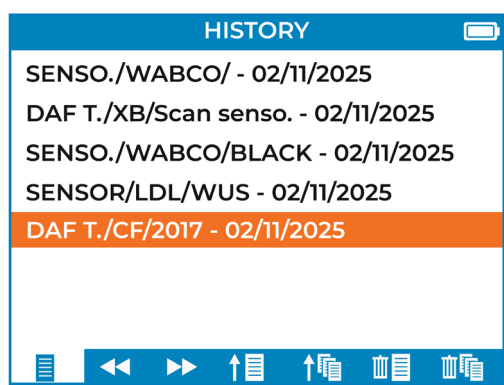 HISTORY
SENSO./WABCO/ - 02/11/2025
DAF T./XB/Scan senso. - 02/11/2025
SENSO./WABCO/BLACK - 02/11/2025
SENSOR/LDL/WUS - 02/11/2025
DAF T./CF/2017 - 02/11/2025